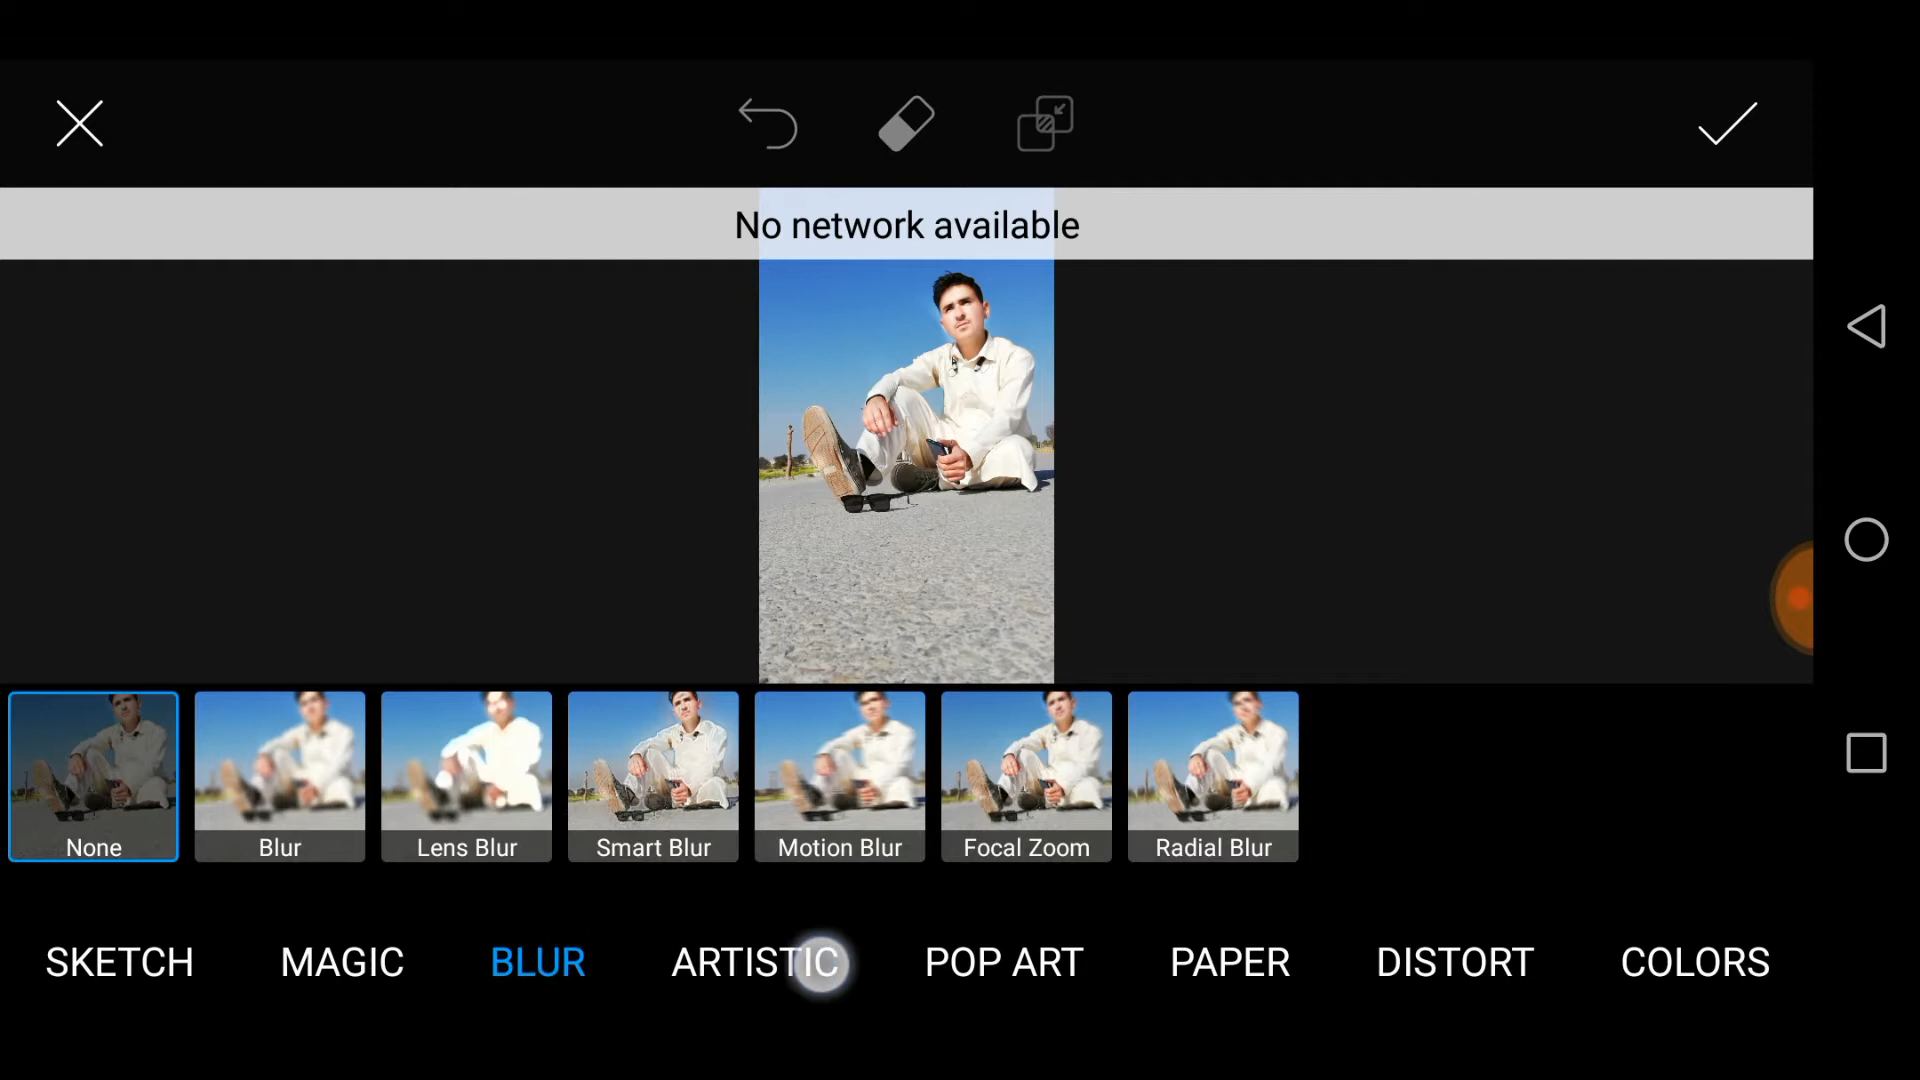 No network available
None
Blur
Lens Blur
Smart Blur
Motion Blur
Focal Zoom
Radial Blur
SKETCH
MAGIC
BLUR
ARTISTIC
POP ART
PAPER
DISTORT
COLORS